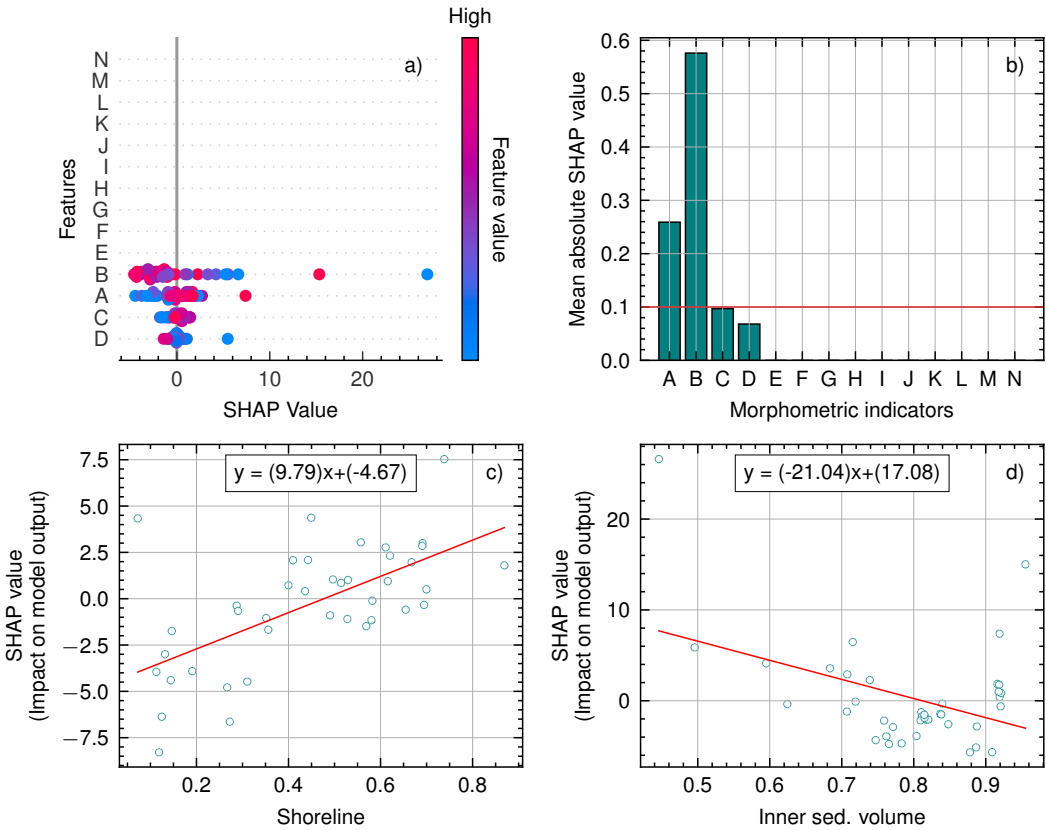 High
a)
N
M
L
K
J
I
H
G
F
E
B
A
C
D
Features
Feature value
0
10
20
SHAP Value
b)
0.6
0.5
0.4
0.3
0.2
0.1
0.0
Mean absolute SHAP value
A B C D E F G H I J K L M N
Morphometric indicators
y = (9.79)x+(-4.67)
c)
7.5
5.0
2.5
0.0
−2.5
−5.0
−7.5
SHAP value
(Impact on model output)
0.2 0.4 0.6 0.8
Shoreline
y = (-21.04)x+(17.08)
d)
20
10
0
SHAP value
(Impact on model output)
0.5 0.6 0.7 0.8 0.9
Inner sed. volume